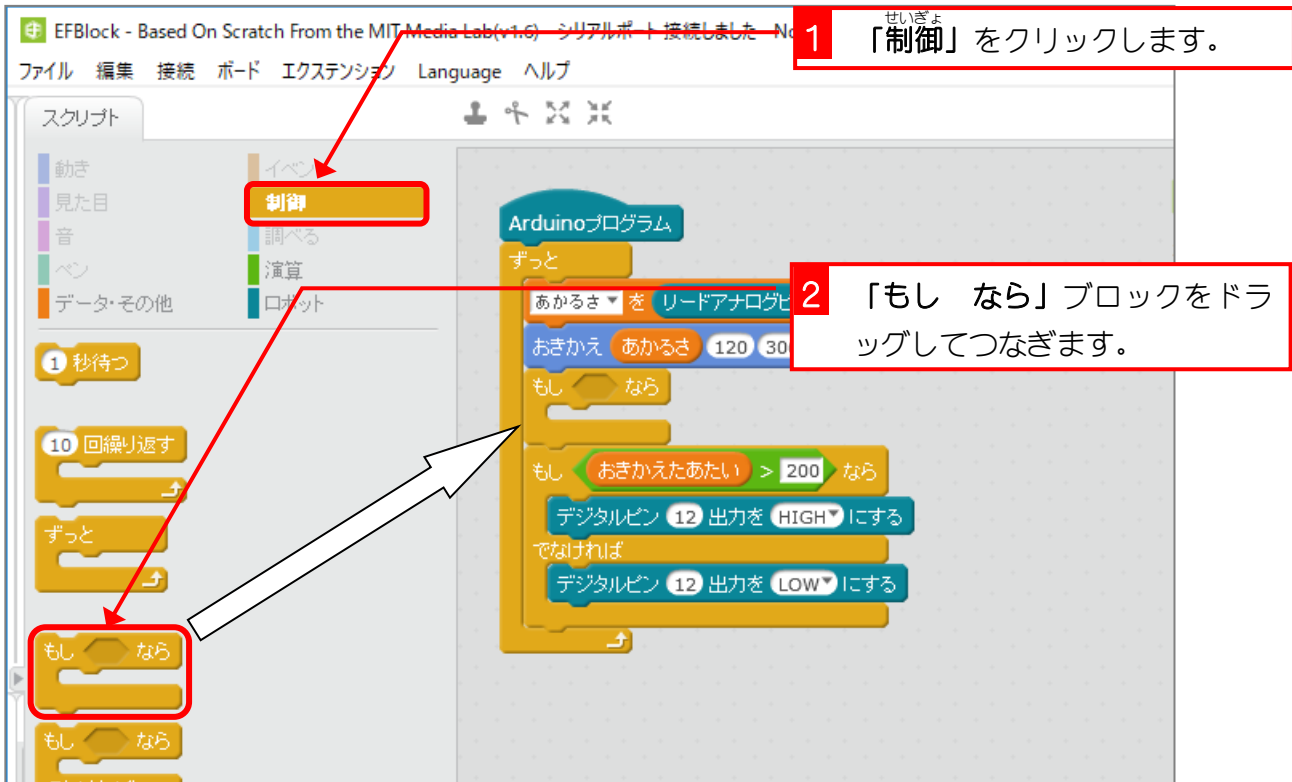 EFBlock - Based On Scratch From the MIT Media Lab(v1.6) - シリアルポート 接続しました - No
1 「制御」をクリックします。
せいぎょ
ファイル 編集 接続 ボード エクステンション Language ヘルプ
スクリプト
動き
イベン
見た目
制御
音
調べる
ペン
演算
データ・その他
ロボット
1 秒待つ
10 回繰り返す
ずっと
もし なら
もし なら
Arduinoプログラム
ずっと
あかるさ を リードアナログピ
おきかえ あかるさ 120 300
もし なら
もし おきかえたあたい > 200 なら
デジタルピン 12 出力を HIGH にする
でなければ
デジタルピン 12 出力を LOW にする
2 「もし なら」ブロックをドラ
ッグしてつなぎます。